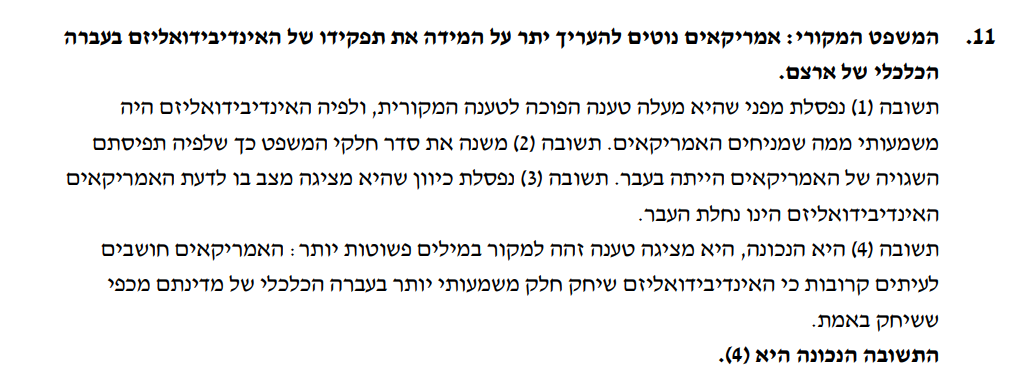 11. המשפט המקורי: אמריקאים נוטים להעריך יתר על המידה את תפקידו של האינדיבידואליזם בעברה
הכלכלי של ארצם.
תשובה (1) נפסלת מפני שהיא מעלה טענה הפוכה לטענה המקורית, ולפיה האינדיבידואליזם היה
משמעותי ממה שמניחים האמריקאים. תשובה (2) משנה את סדר חלקי המשפט כך שלפיה תפיסתם
השגויה של האמריקאים הייתה בעבר. תשובה (3) נפסלת כיוון שהיא מציגה מצב בו לדעת האמריקאים
האינדיבידואליזם הינו נחלת העבר.
תשובה (4) היא הנכונה, היא מציגה טענה זהה למקור במילים פשוטות יותר: האמריקאים חושבים
לעיתים קרובות כי האינדיבידואליזם שיחק חלק משמעותי יותר בעברה הכלכלי של מדינתם מכפי
ששיחק באמת.
התשובה הנכונה היא (4).